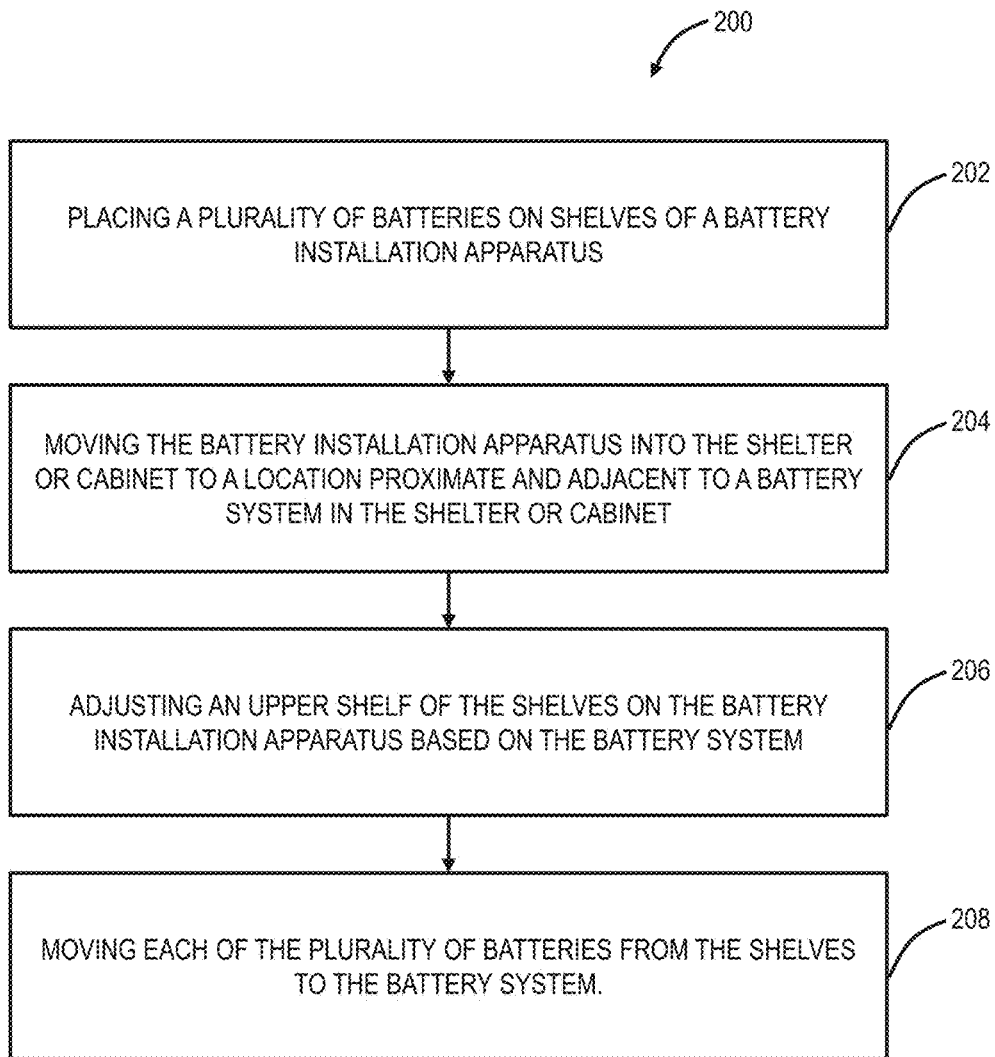 200
PLACING A PLURALITY OF BATTERIES ON SHELVES OF A BATTERY
INSTALLATION APPARATUS
202
MOVING THE BATTERY INSTALLATION APPARATUS INTO THE SHELTER
OR CABINET TO A LOCATION PROXIMATE AND ADJACENT TO A BATTERY
SYSTEM IN THE SHELTER OR CABINET
204
ADJUSTING AN UPPER SHELF OF THE SHELVES ON THE BATTERY
INSTALLATION APPARATUS BASED ON THE BATTERY SYSTEM
206
MOVING EACH OF THE PLURALITY OF BATTERIES FROM THE SHELVES
TO THE BATTERY SYSTEM.
208